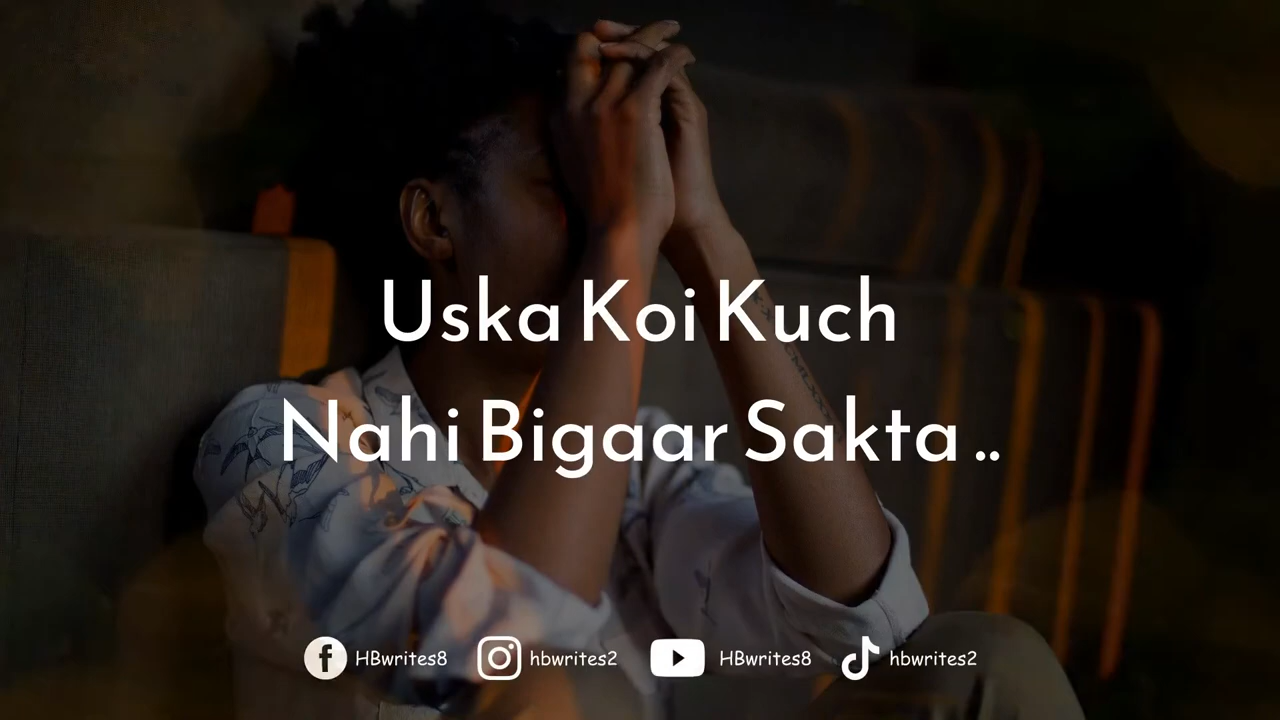 Uska Koi Kuch
Nahi Bigaar Sakta ..
HBwrites8 hbwrites2 HBwrites8 hbwrites2